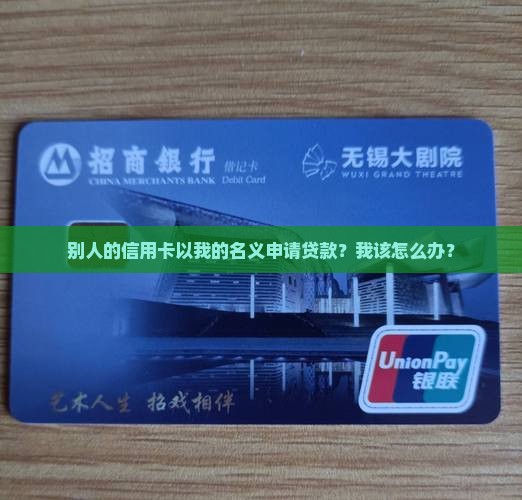 招商銀行 借记卡 无锡大剧院
CHINA MERCHANTS BANK Debit Card WUXI GRAND THEATRE
别人的信用卡以我的名义申请贷款？我该怎么办？
UnionPay
银联
艺术人生 招戏相伴